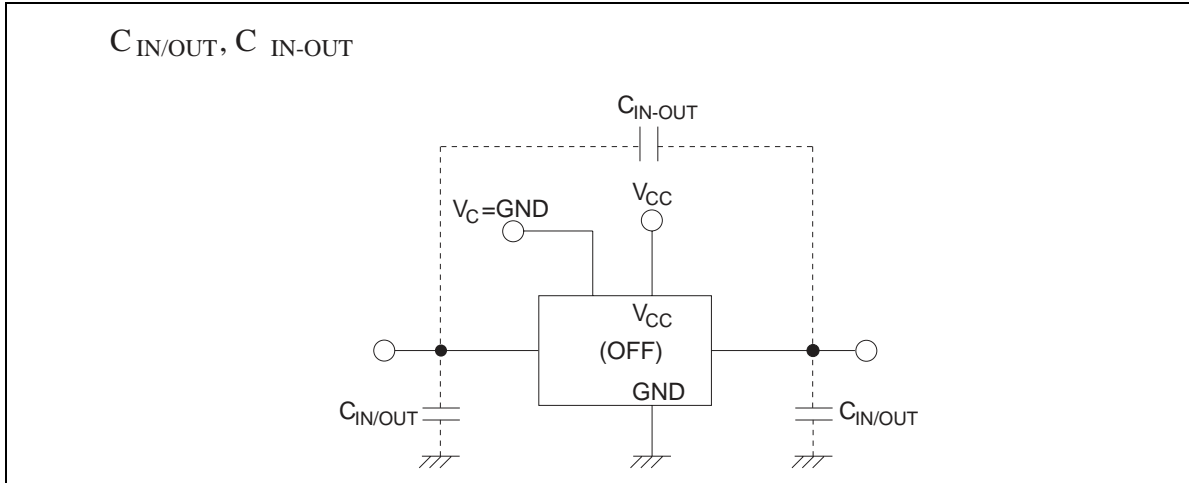 C IN/OUT, C IN-OUT
CIN-OUT
VCC
VC=GND
VCC
(OFF)
GND
CIN/OUT
CIN/OUT